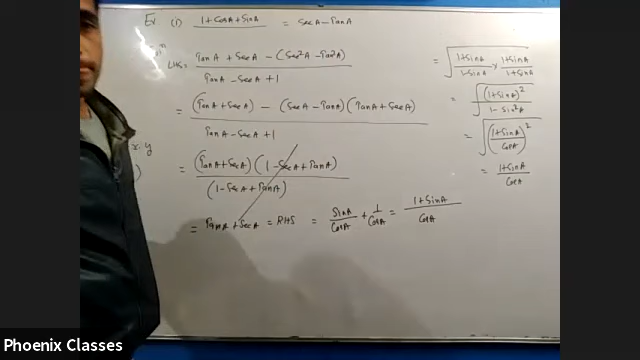 Ex (i) 1+CosA+SinA = SecA-TanA
LHS = TanA + SecA - (Sec²A - Tan²A)
TanA - SecA + 1
= (TanA+SecA) - (SecA - TanA)(TanA+SecA)
TanA - SecA + 1
= (TanA+SecA) (1-SecA+TanA)
(1-SecA+TanA)
= TanA + SecA = RHS = SinA/CosA + 1/CosA = 1+SinA/CosA
= √(1+SinA/1-SinA × 1+SinA/1+SinA)
= √((1+SinA)²/1-Sin²A)
= √((1+SinA/CosA)²)
= 1+SinA/CosA
x.y
)
Phoenix Classes